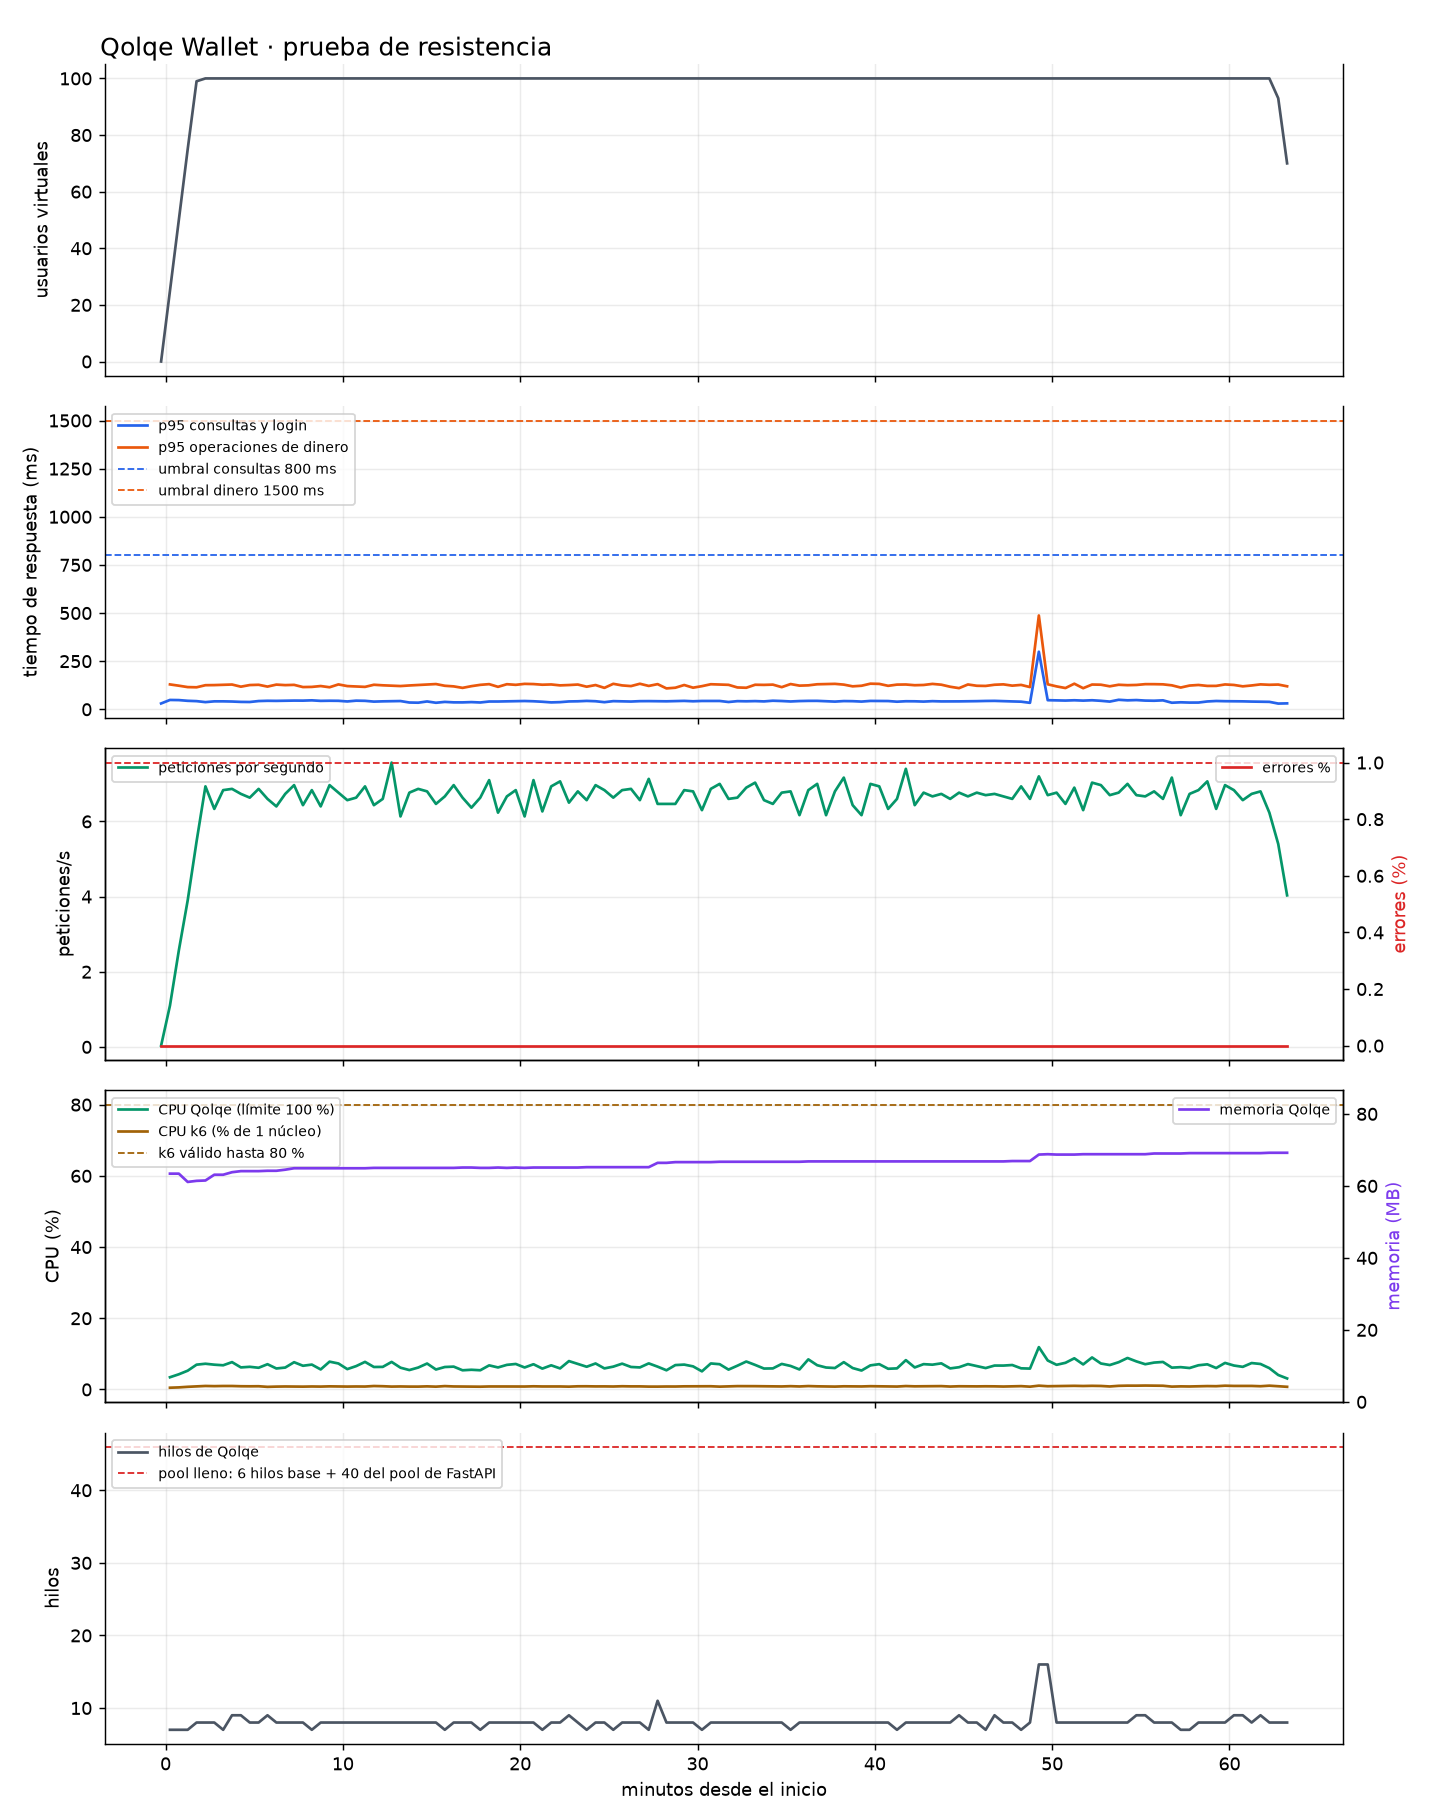 Qolqe Wallet · prueba de resistencia
usuarios virtuales
100
80
60
40
20
0
tiempo de respuesta (ms)
1500
1250
1000
750
500
250
0
p95 consultas y login
p95 operaciones de dinero
umbral consultas 800 ms
umbral dinero 1500 ms
peticiones/s
6
4
2
0
peticiones por segundo
errores %
1.0
0.8
0.6
0.4
0.2
0.0
errores (%)
CPU (%)
80
60
40
20
0
CPU Qolqe (límite 100 %)
CPU k6 (% de 1 núcleo)
k6 válido hasta 80 %
memoria Qolqe
80
60
40
20
0
memoria (MB)
hilos
40
30
20
10
hilos de Qolqe
pool lleno: 6 hilos base + 40 del pool de FastAPI
0 10 20 30 40 50 60
minutos desde el inicio